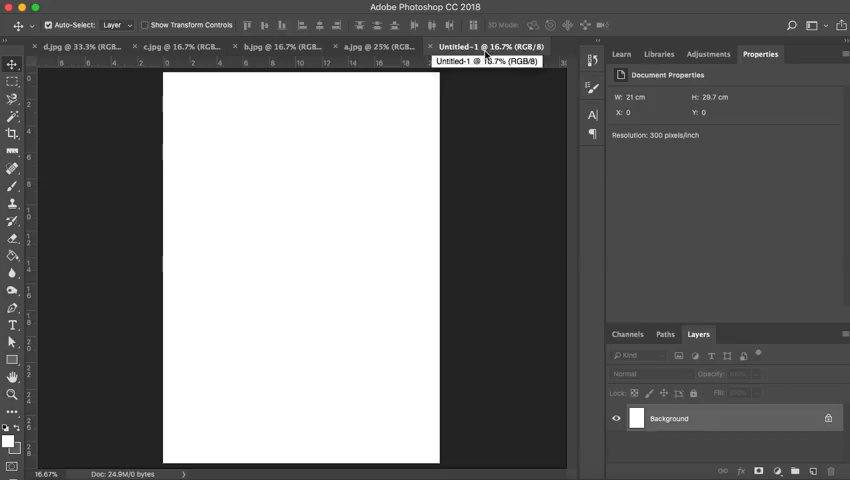 Adobe Photoshop CC 2018
Auto-Select: Layer Show Transform Controls 3D Mode:
d.jpg @ 33.3% (RGB... c.jpg @ 16.7% (RGB... b.jpg @ 16.7% (RGB... a.jpg @ 25% (RGB... Untitled-1 @ 16.7% (RGB/8)
Untitled-1 @ 16.7% (RGB/8)
Learn Libraries Adjustments Properties
Document Properties
W: 21 cm H: 29.7 cm
X: 0 Y: 0
Resolution: 300 pixels/inch
Channels Paths Layers
Kind
Normal Opacity:
Lock: Fill:
Background
16.67% Doc: 24.9M/0 bytes